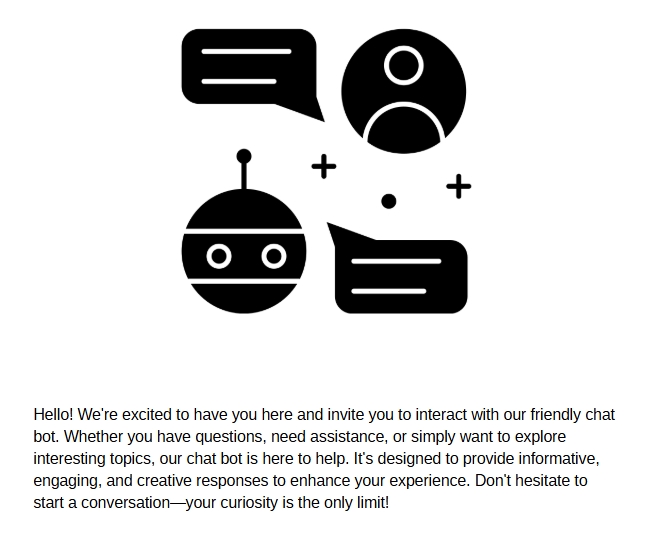 Hello! We're excited to have you here and invite you to interact with our friendly chat
bot. Whether you have questions, need assistance, or simply want to explore
interesting topics, our chat bot is here to help. It's designed to provide informative,
engaging, and creative responses to enhance your experience. Don't hesitate to
start a conversation—your curiosity is the only limit!